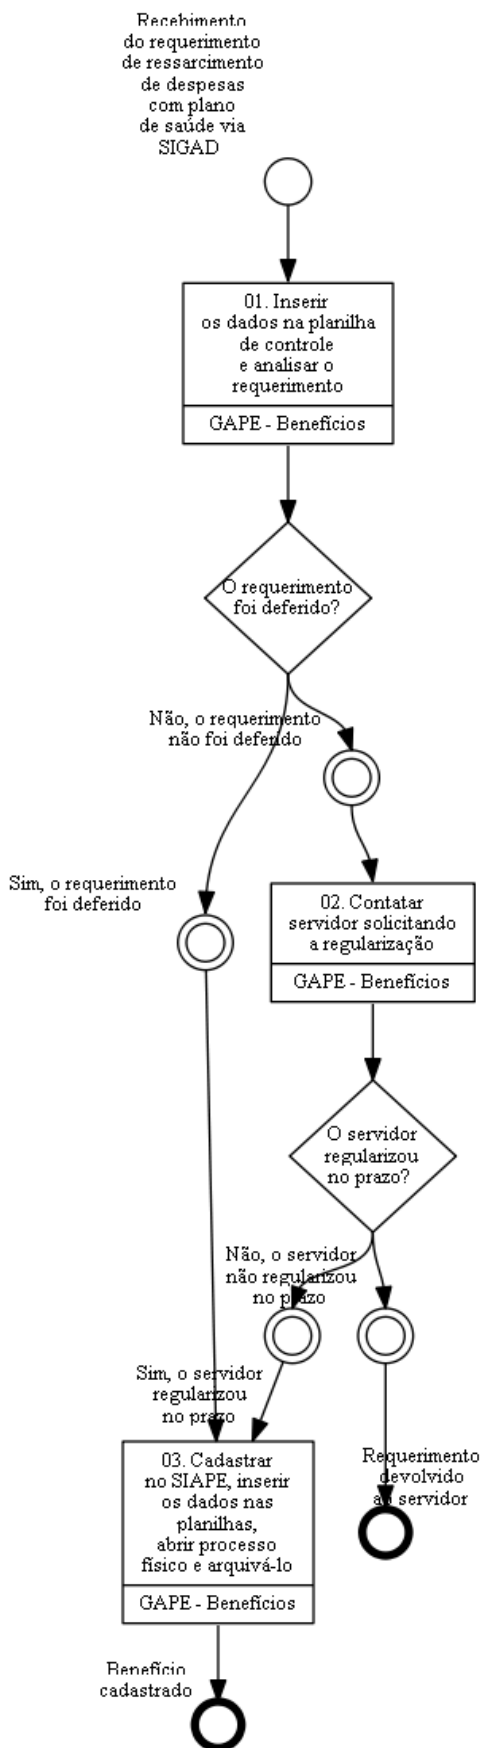 Recebimento
do requerimento
de ressarcimento
de despesas
com plano
de saúde via
SIGAD
01. Inserir
os dados na planilha
de controle
e analisar o
requerimento
GAPE - Benefícios
O requerimento
foi deferido?
Não, o requerimento
não foi deferido
Sim, o requerimento
foi deferido
02. Contatar
servidor solicitando
a regularização
GAPE - Benefícios
O servidor
regularizou
no prazo?
Não, o servidor
não regularizou
no prazo
Sim, o servidor
regularizou
no prazo
03. Cadastrar
no SIAPE, inserir
os dados nas
planilhas,
abrir processo
físico e arquivá-lo
GAPE - Benefícios
Requerimento
devolvido
ao servidor
Benefício
cadastrado